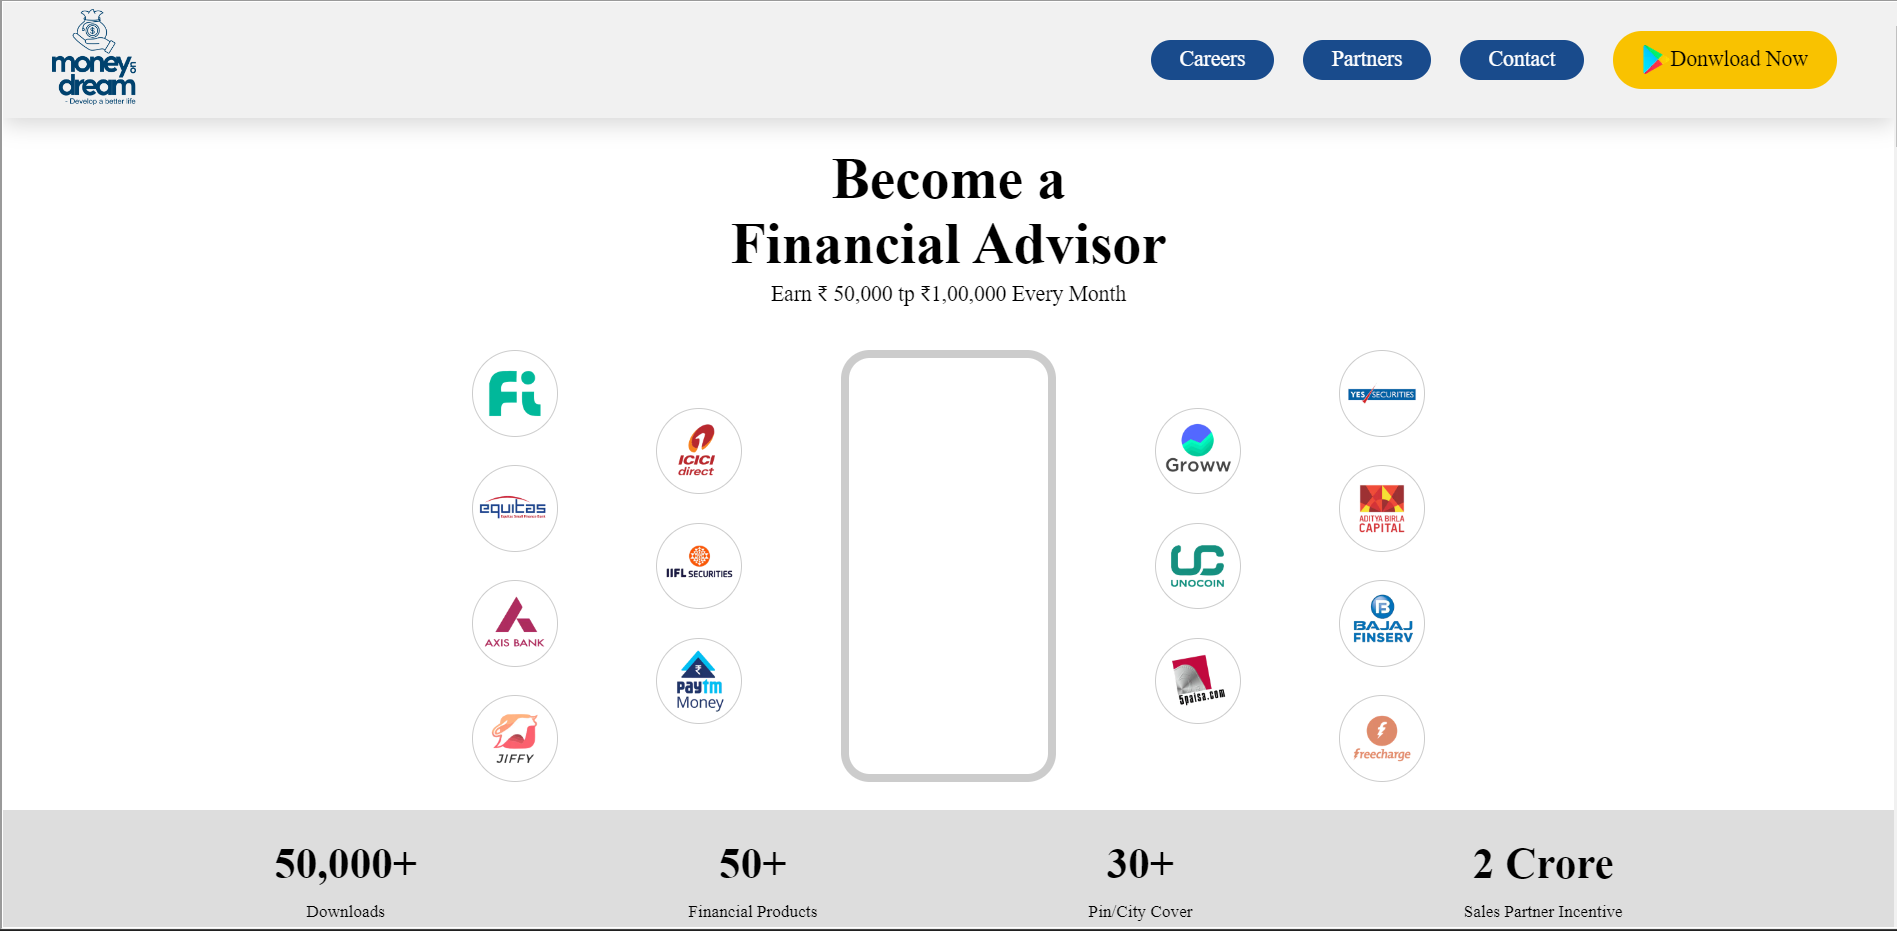 money on
dream
- Develop a better life
Careers
Partners
Contact
Donwload Now
Become a
Financial Advisor
Earn ₹ 50,000 tp ₹1,00,000 Every Month
Fi
ICICI
direct
Groww
YES SECURITIES
equitas
IIFL SECURITIES
UNOCOIN
ADITYA BIRLA
CAPITAL
AXIS BANK
paytm
Money
5paisa.com
BAJAJ
FINSERV
JIFFY
freecharge
50,000+
50+
30+
2 Crore
Downloads
Financial Products
Pin/City Cover
Sales Partner Incentive